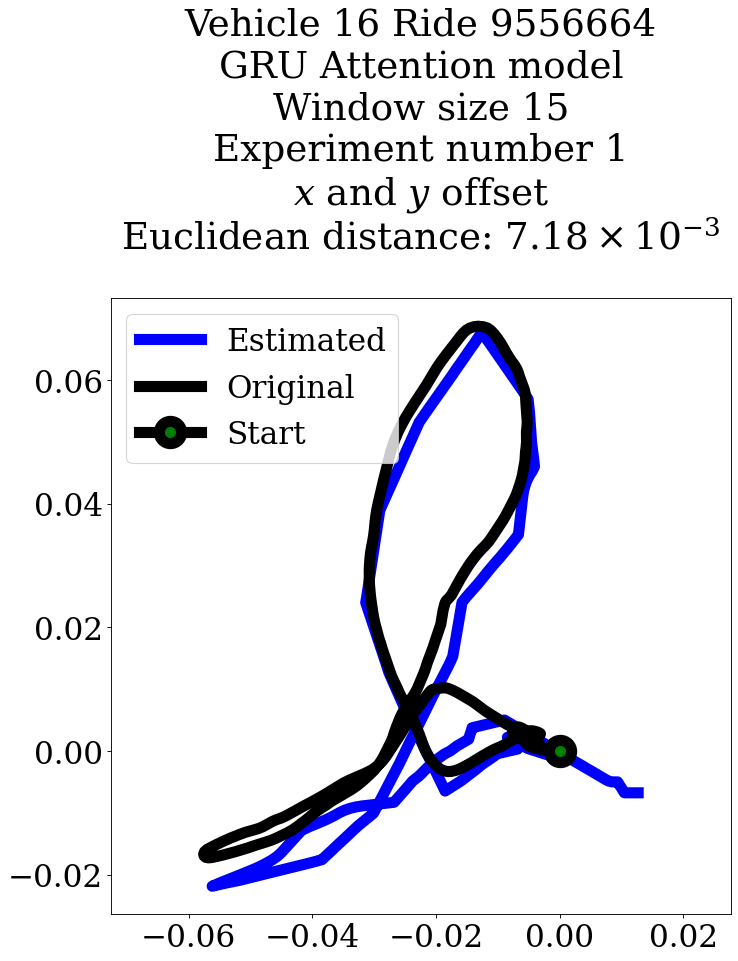 Vehicle 16 Ride 9556664
GRU Attention model
Window size 15
Experiment number 1
x and y offset
Euclidean distance: 7.18 × 10⁻³
Estimated
Original
Start
0.06
0.04
0.02
0.00
−0.02
−0.06 −0.04 −0.02 0.00 0.02